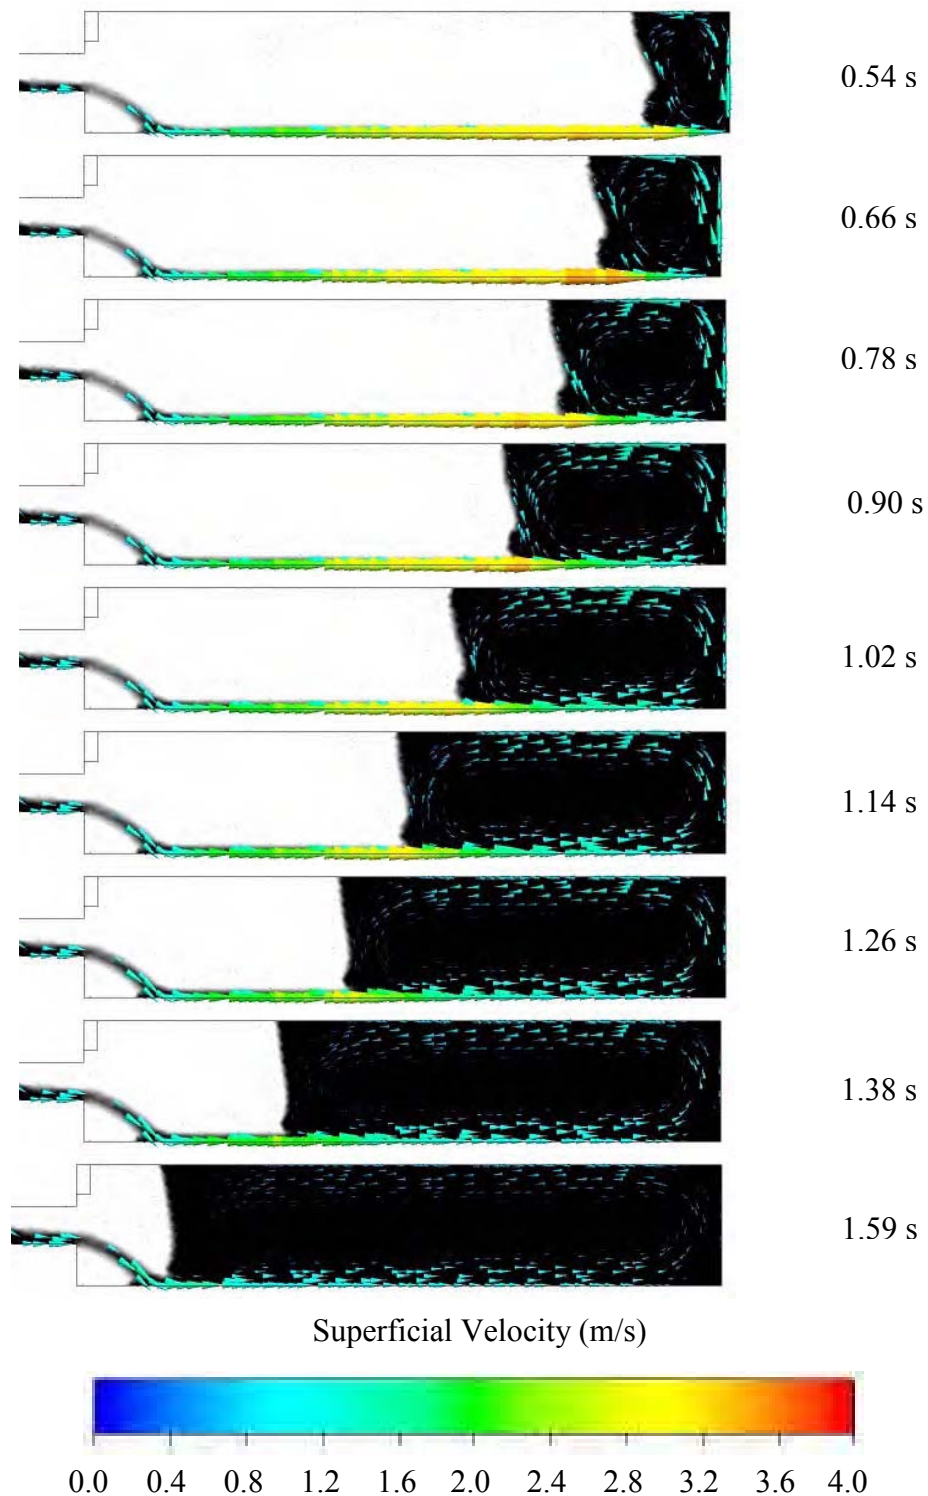 0.54 s
0.66 s
0.78 s
0.90 s
1.02 s
1.14 s
1.26 s
1.38 s
1.59 s
Superficial Velocity (m/s)
0.0 0.4 0.8 1.2 1.6 2.0 2.4 2.8 3.2 3.6 4.0